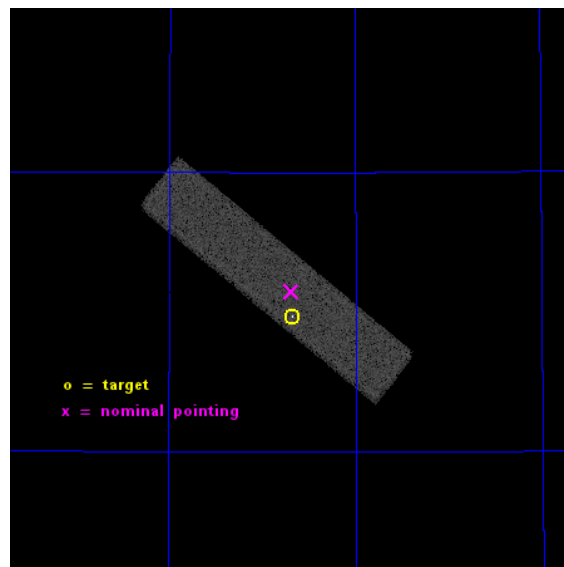 o = target
x = nominal pointing